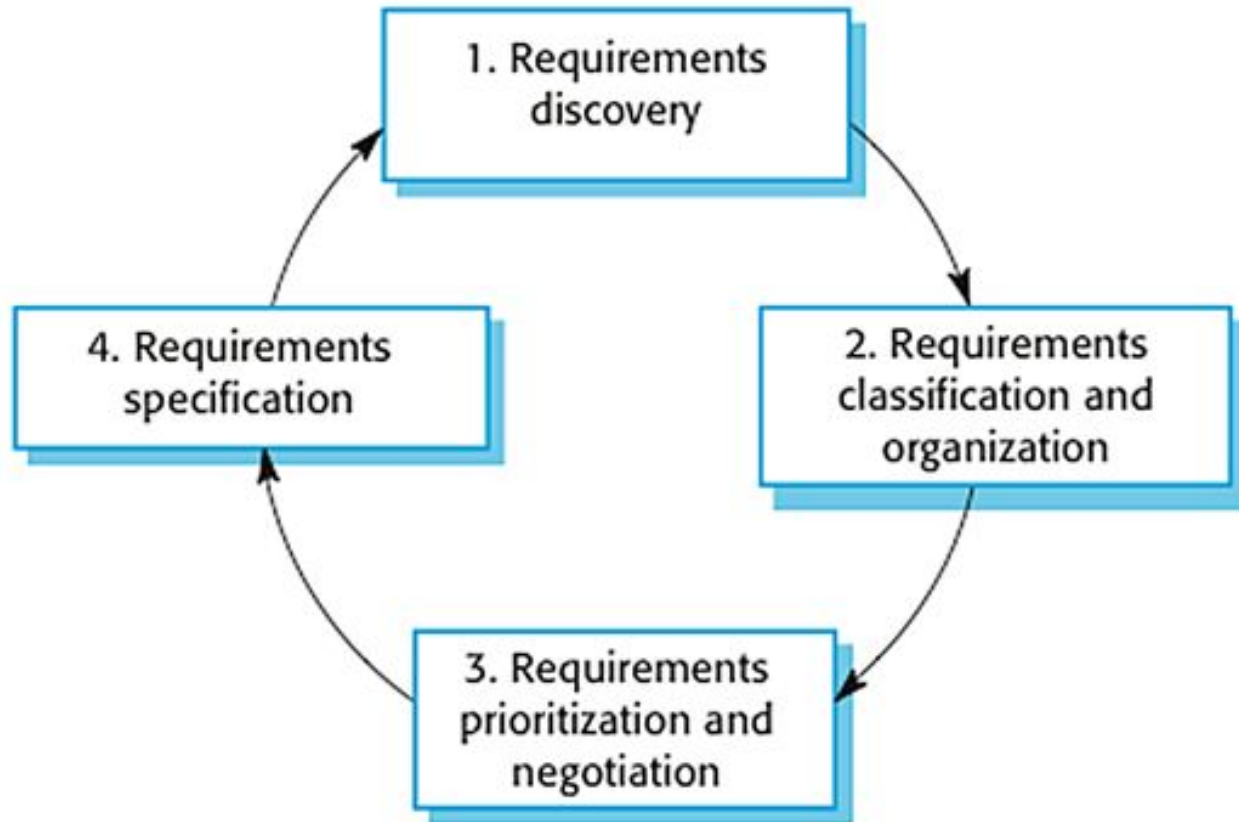 1. Requirements
discovery
2. Requirements
classification and
organization
3. Requirements
prioritization and
negotiation
4. Requirements
specification